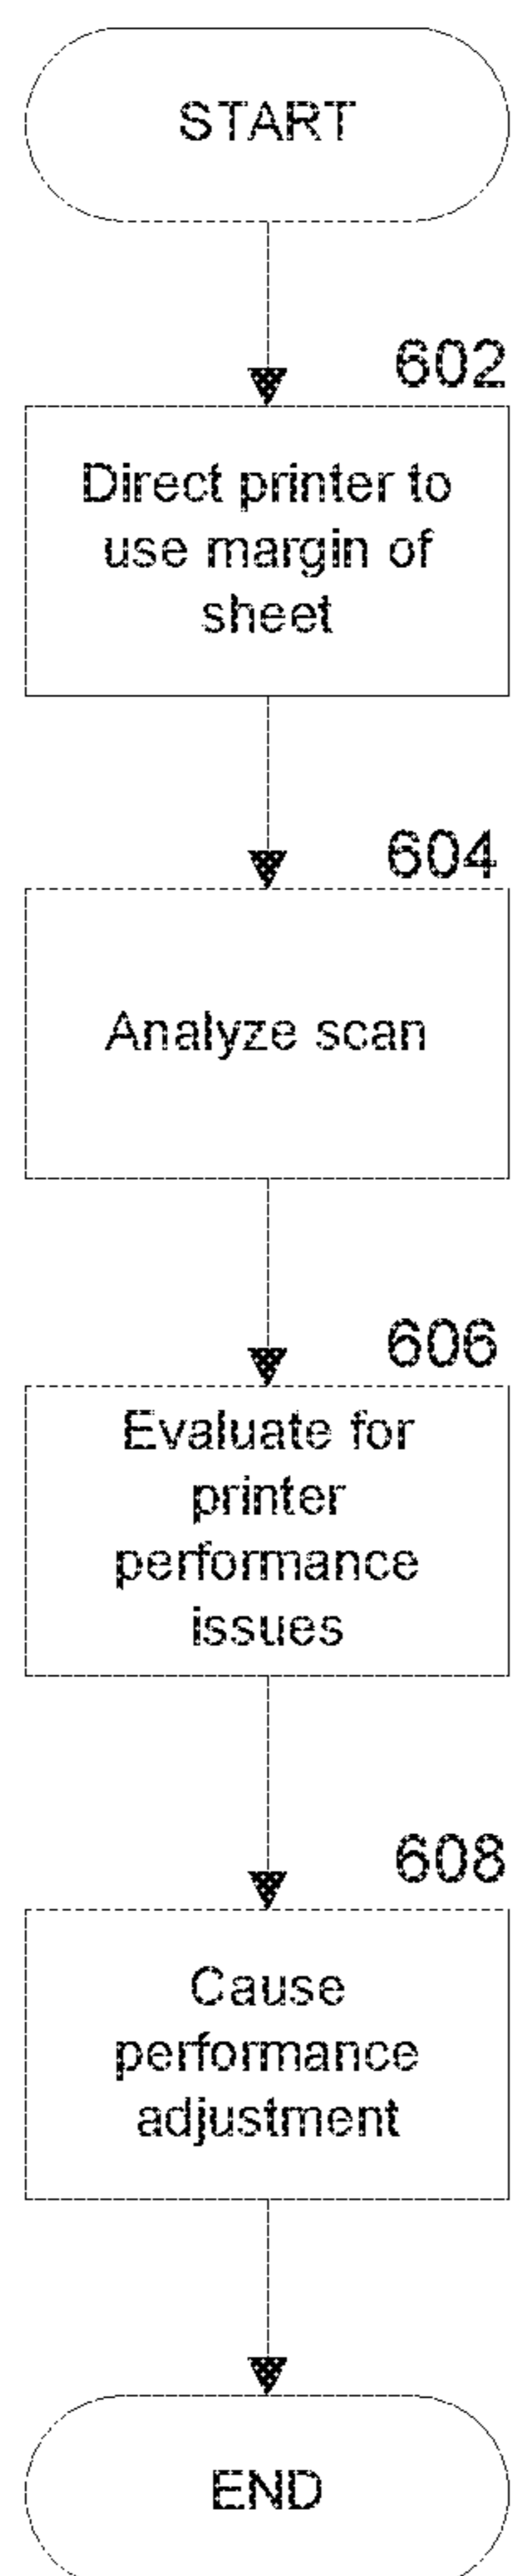 START
602
Direct printer to
use margin of
sheet
604
Analyze scan
606
Evaluate for
printer
performance
issues
608
Cause
performance
adjustment
END